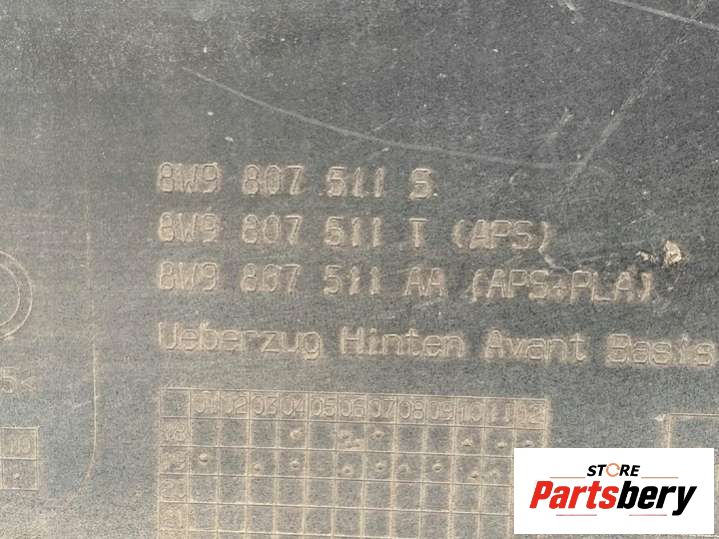 8W9 807 511 S
8W9 807 511 T (APS)
8W9 807 511 AA (APS+PLA)
Ueberzug Hinten Avant Basis
5<
01 02 03 04 05 06 07 08 09 10 11 12
STORE
Partsbery